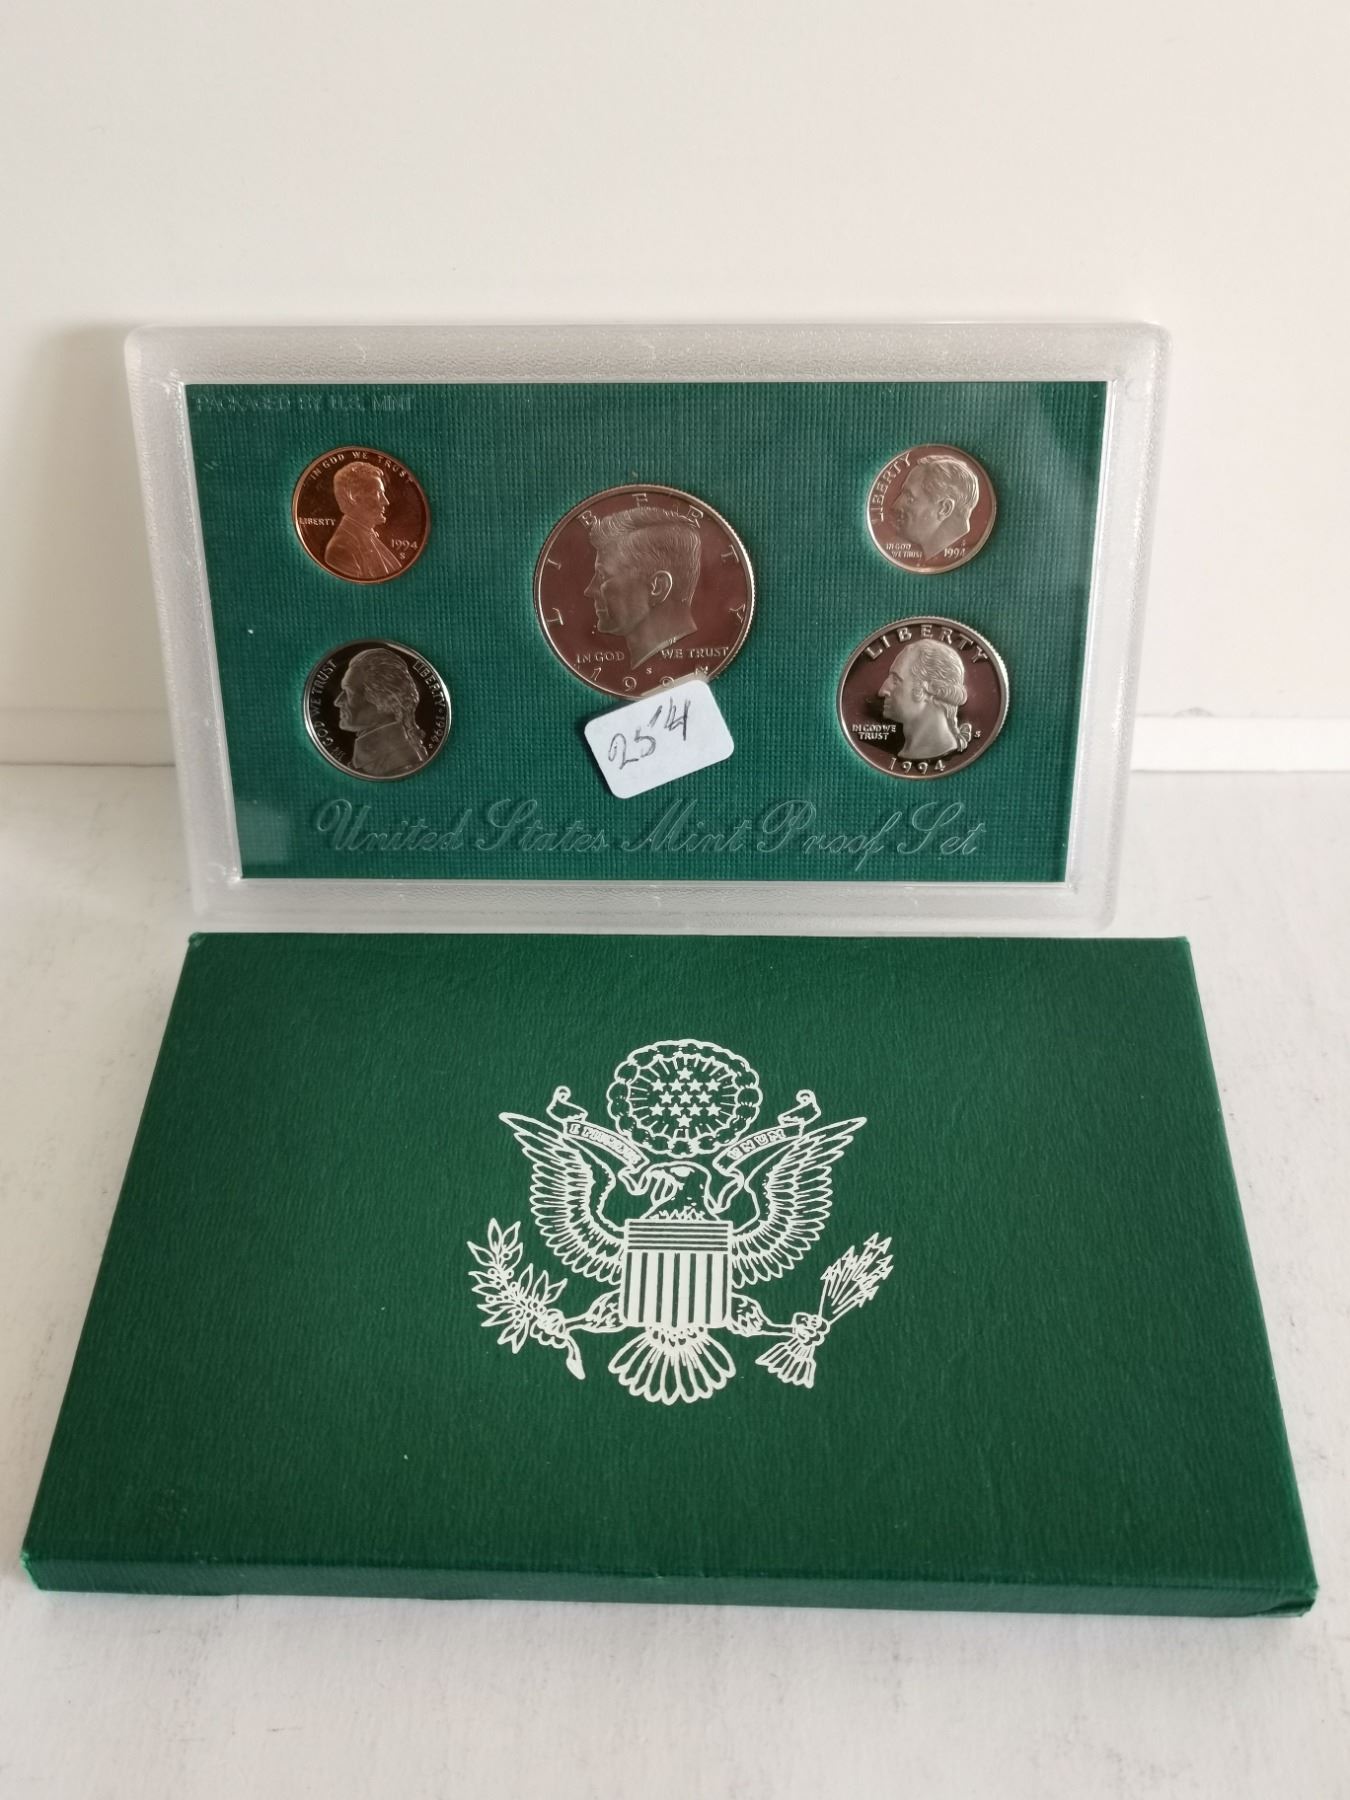 PACKAGED BY U.S. MINT
IN GOD WE TRUST
LIBERTY
1994
S
LIBERTY
IN GOD WE TRUST
S
LIBERTY
IN GOD
WE TRUST
S
1994
IN GOD WE TRUST
LIBERTY
S
LIBERTY
IN GOD WE
TRUST
S
1994
254
United States Mint Proof Set